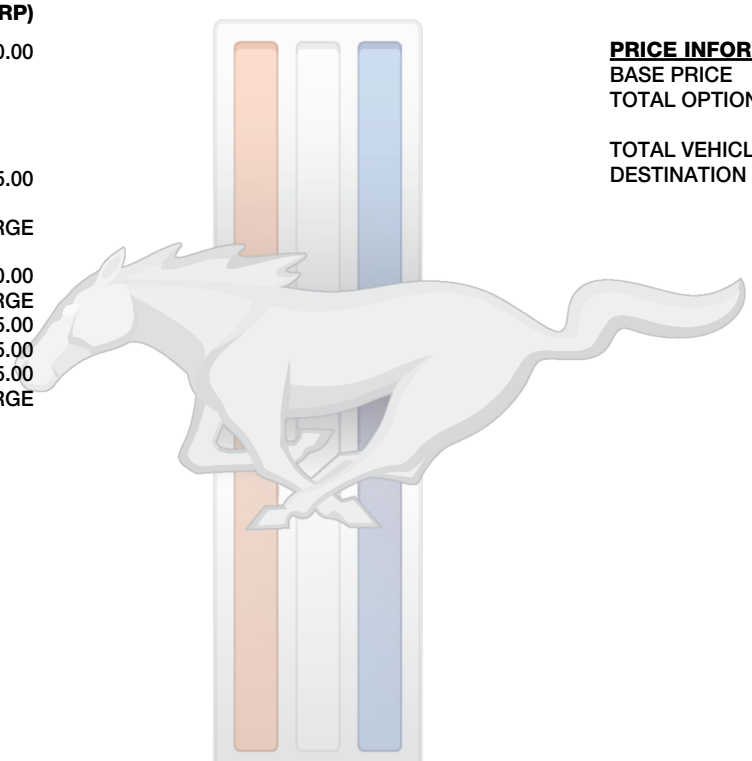 RP)
0.00
5.00
RGE
0.00
RGE
5.00
5.00
5.00
RGE
PRICE INFOR
BASE PRICE
TOTAL OPTION
TOTAL VEHICL
DESTINATION